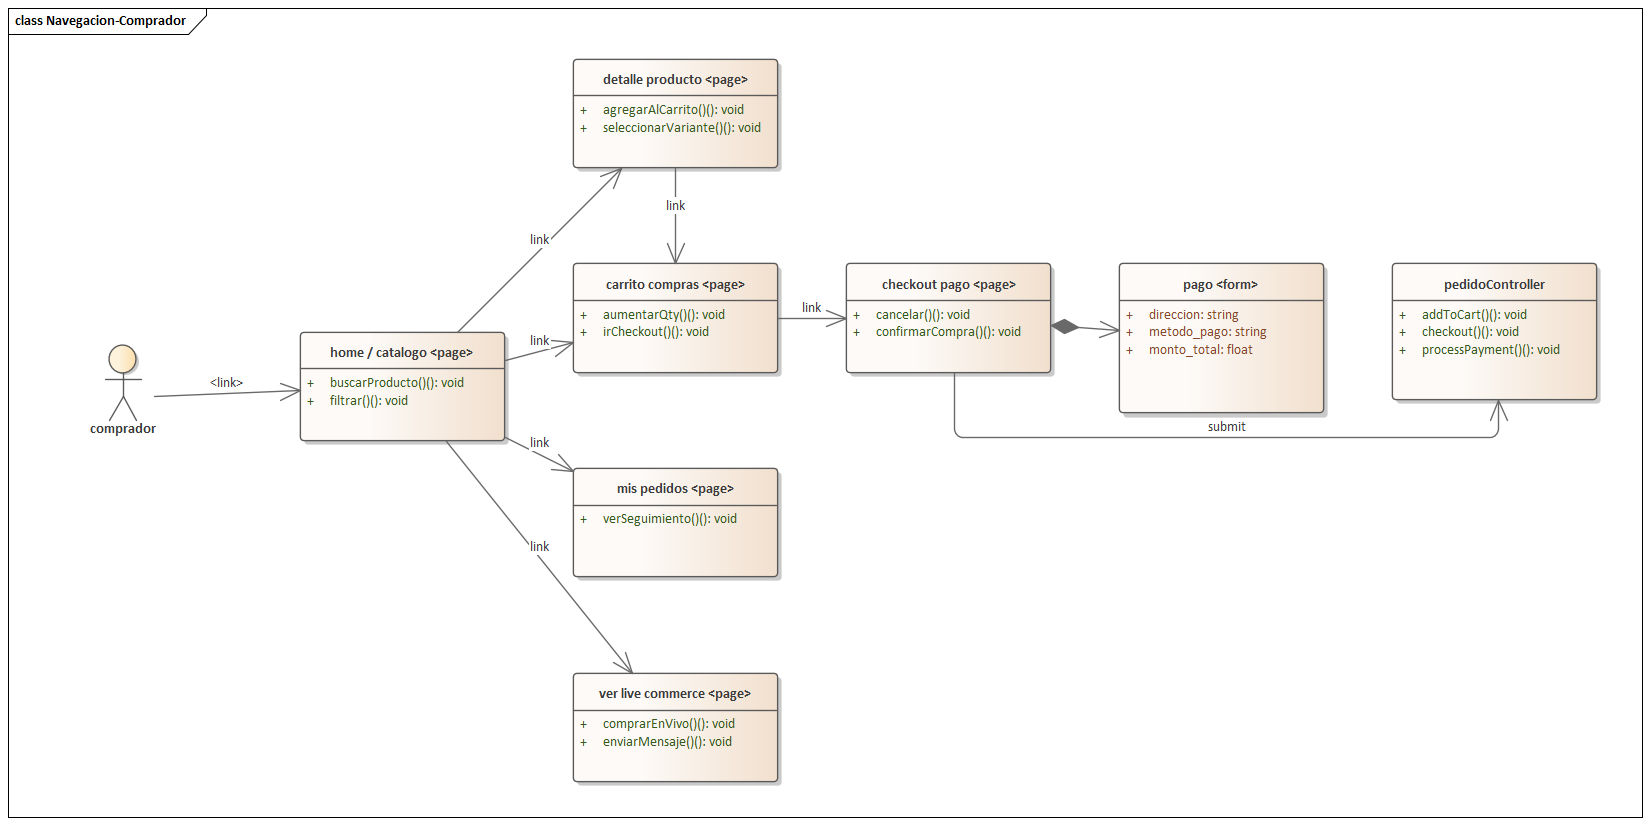 class Navegacion-Comprador
detalle producto <page>
+ agregarAlCarrito()(): void
+ seleccionarVariante()(): void
link
link
carrito compras <page>
+ aumentarQty()(): void
+ irCheckout()(): void
link
checkout pago <page>
+ cancelar()(): void
+ confirmarCompra()(): void
pago <form>
+ direccion: string
+ metodo_pago: string
+ monto_total: float
pedidoController
+ addToCart()(): void
+ checkout()(): void
+ processPayment()(): void
submit
link
home / catalogo <page>
+ buscarProducto()(): void
+ filtrar()(): void
<link>
comprador
link
mis pedidos <page>
+ verSeguimiento()(): void
link
ver live commerce <page>
+ comprarEnVivo()(): void
+ enviarMensaje()(): void